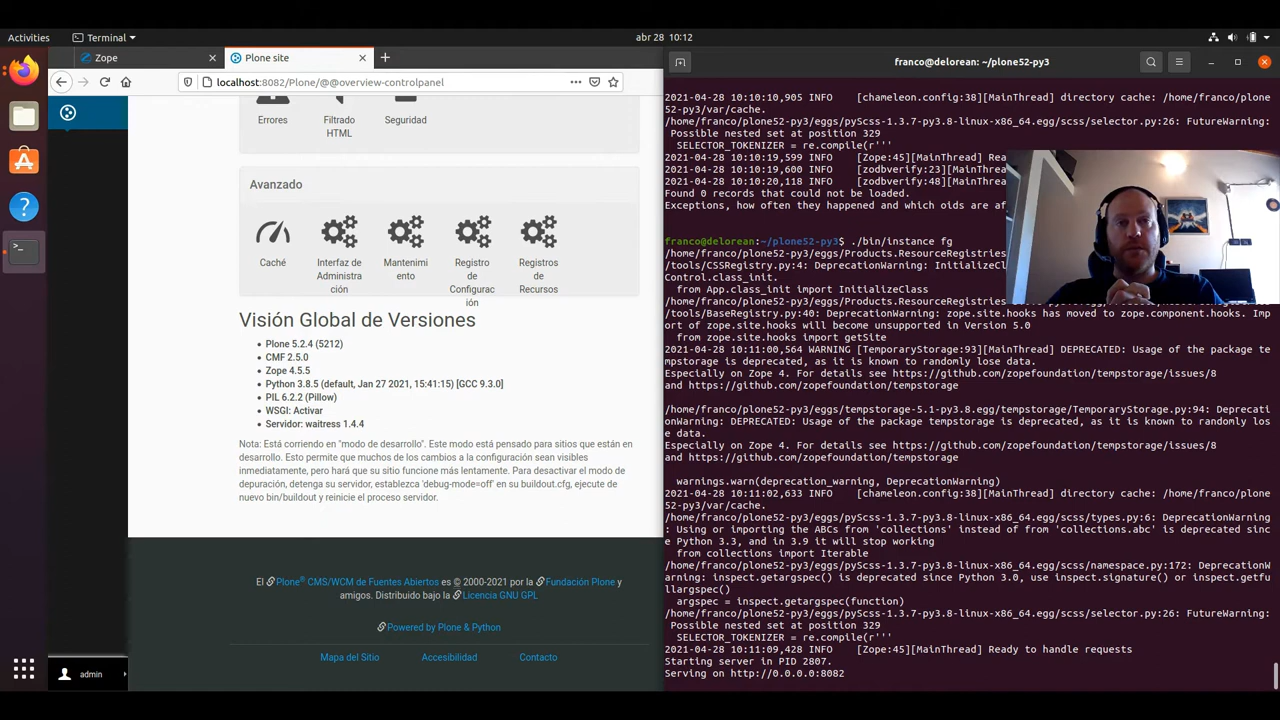 Activities
Terminal
abr 28 10:12
Zope
Plone site
franco@delorean: ~/plone52-py3
localhost:8082/Plone/@@overview-controlpanel
Errores
Filtrado
HTML
Seguridad
Avanzado
Caché
Interfaz de
Administra
ción
Mantenimi
ento
Registro
de
Configurac
ión
Registros
de
Recursos
Visión Global de Versiones
Plone 5.2.4 (5212)
CMF 2.5.0
Zope 4.5.5
Python 3.8.5 (default, Jan 27 2021, 15:41:15) [GCC 9.3.0]
PIL 6.2.2 (Pillow)
WSGI: Activar
Servidor: waitress 1.4.4
Nota: Está corriendo en "modo de desarollo". Este modo está pensado para sitios que están en
desarrollo. Esto permite que muchos de los cambios a la configuración sean visibles
inmediatamente, pero hará que su sitio funcione más lentamente. Para desactivar el modo de
depuración, detenga su servidor, establezca 'debug-mode=off' en su buildout.cfg, ejecute de
nuevo bin/buildout y reinicie el proceso servidor.
El Plone® CMS/WCM de Fuentes Abiertos es © 2000-2021 por la Fundación Plone y
amigos. Distribuido bajo la Licencia GNU GPL
Powered by Plone & Python
Mapa del Sitio
Accesibilidad
Contacto
admin
2021-04-28 10:10:10,905 INFO [chameleon.config:38][MainThread] directory cache: /home/franco/plone
52-py3/var/cache.
/home/franco/plone52-py3/eggs/pyScss-1.3.7-py3.8-linux-x86_64.egg/scss/selector.py:26: FutureWarning:
Possible nested set at position 329
SELECTOR_TOKENIZER = re.compile(r'''
2021-04-28 10:10:19,599 INFO [Zope:45][MainThread] Rea
2021-04-28 10:10:19,600 INFO [zodbverify:23][MainThread]
2021-04-28 10:10:20,118 INFO [zodbverify:48][MainThread]
Found 0 records that could not be loaded.
Exceptions, how often they happened and which oids are af
franco@delorean:~/plone52-py3$ ./bin/instance fg
/home/franco/plone52-py3/eggs/Products.ResourceRegistries
/tools/CSSRegistry.py:4: DeprecationWarning: InitializeCl
Control.class_init.
from App.class_init import InitializeClass
/home/franco/plone52-py3/eggs/Products.ResourceRegistries
/tools/BaseRegistry.py:40: DeprecationWarning: zope.site.hooks has moved to zope.component.hooks. Imp
ort of zope.site.hooks will become unsupported in Version 5.0
from zope.site.hooks import getSite
2021-04-28 10:11:00,564 WARNING [TemporaryStorage:93][MainThread] DEPRECATED: Usage of the package te
mpstorage is deprecated, as it is known to randomly lose data.
Especially on Zope 4. For details see https://github.com/zopefoundation/tempstorage/issues/8
and https://github.com/zopefoundation/tempstorage
/home/franco/plone52-py3/eggs/tempstorage-5.1-py3.8.egg/tempstorage/TemporaryStorage.py:94: Deprecati
onWarning: DEPRECATED: Usage of the package tempstorage is deprecated, as it is known to randomly los
e data.
Especially on Zope 4. For details see https://github.com/zopefoundation/tempstorage/issues/8
and https://github.com/zopefoundation/tempstorage
warnings.warn(deprecation_warning, DeprecationWarning)
2021-04-28 10:11:02,633 INFO [chameleon.config:38][MainThread] directory cache: /home/franco/plone
52-py3/var/cache.
/home/franco/plone52-py3/eggs/pyScss-1.3.7-py3.8-linux-x86_64.egg/scss/types.py:6: DeprecationWarning
: Using or importing the ABCs from 'collections' instead of from 'collections.abc' is deprecated sinc
e Python 3.3, and in 3.9 it will stop working
from collections import Iterable
/home/franco/plone52-py3/eggs/pyScss-1.3.7-py3.8-linux-x86_64.egg/scss/namespace.py:172: DeprecationW
arning: inspect.getargspec() is deprecated since Python 3.0, use inspect.signature() or inspect.getfu
llargspec()
argspec = inspect.getargspec(function)
/home/franco/plone52-py3/eggs/pyScss-1.3.7-py3.8-linux-x86_64.egg/scss/selector.py:26: FutureWarning:
Possible nested set at position 329
SELECTOR_TOKENIZER = re.compile(r'''
2021-04-28 10:11:09,428 INFO [Zope:45][MainThread] Ready to handle requests
Starting server in PID 2807.
Serving on http://0.0.0.0:8082